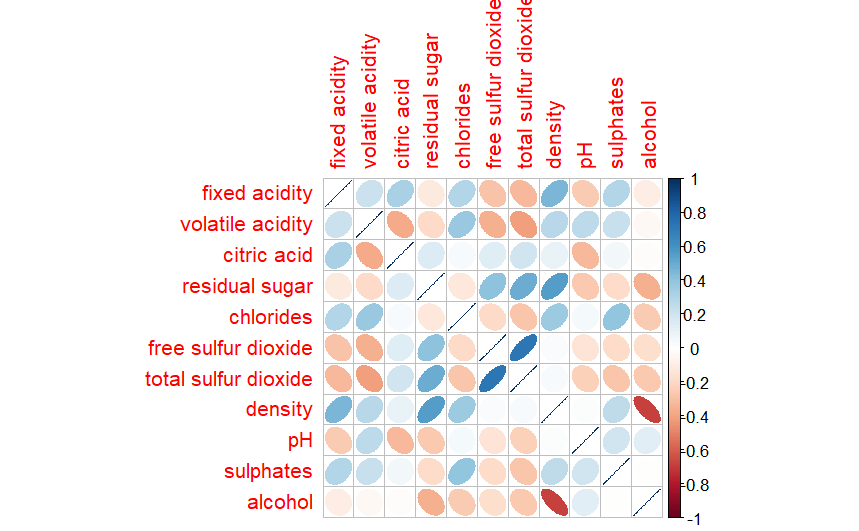 fixed acidity
volatile acidity
citric acid
residual sugar
chlorides
free sulfur dioxide
total sulfur dioxide
density
pH
sulphates
alcohol
fixed acidity
volatile acidity
citric acid
residual sugar
chlorides
free sulfur dioxide
total sulfur dioxide
density
pH
sulphates
alcohol
1
0.8
0.6
0.4
0.2
0
-0.2
-0.4
-0.6
-0.8
-1